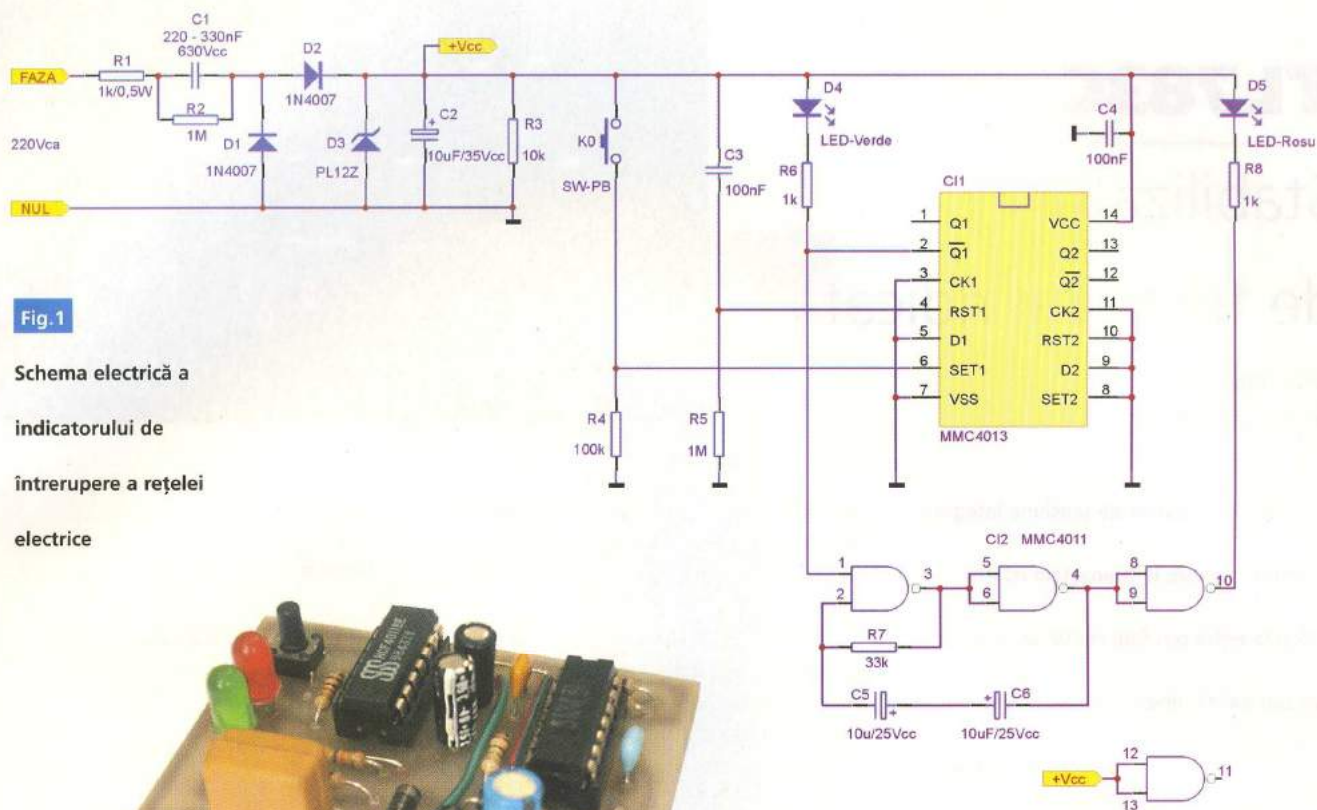 C1
220 - 330nF
630Vcc
D2
+Vcc
FAZA
R1
1k/0,5W
R2
1M
1N4007
220Vca
D1
1N4007
D3
PL12Z
+
C2
10uF/35Vcc
R3
10k
K0
SW-PB
C3
100nF
D4
LED-Verde
R6
1k
C4
100nF
D5
LED-Rosu
R8
1k
NUL
CI1
1 Q1 VCC 14
2 Q1 Q2 13
3 CK1 Q2 12
4 RST1 CK2 11
5 D1 RST2 10
6 SET1 D2 9
7 VSS SET2 8
MMC4013
R4
100k
R5
1M
Fig.1
Schema electrică a
indicatorului de
întrerupere a rețelei
electrice
CI2 MMC4011
1
2
3
5
6
4
8
9
10
R7
33k
C5
+
10u/25Vcc
+
C6
10uF/25Vcc
+Vcc
12
13
11